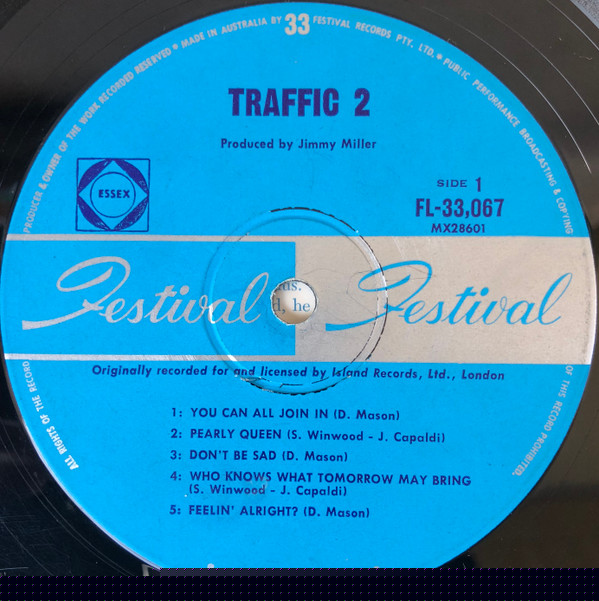 PRODUCER & OWNER OF THE WORK RECORDED RESERVED * MADE IN AUSTRALIA BY 33 FESTIVAL RECORDS PTY. LTD. * PUBLIC PERFORMANCE BROADCASTING & COPYING
TRAFFIC 2
Produced by Jimmy Miller
ESSEX
SIDE 1
FL-33,067
MX28601
Festival Festival
d, he
Originally recorded for and licensed by Island Records, Ltd., London
1: YOU CAN ALL JOIN IN (D. Mason)
2: PEARLY QUEEN (S. Winwood - J. Capaldi)
3: DON'T BE SAD (D. Mason)
4: WHO KNOWS WHAT TOMORROW MAY BRING
(S. Winwood - J. Capaldi)
5: FEELIN' ALRIGHT? (D. Mason)
ALL RIGHTS OF THE RECORD
OF THIS RECORD PROHIBITED.